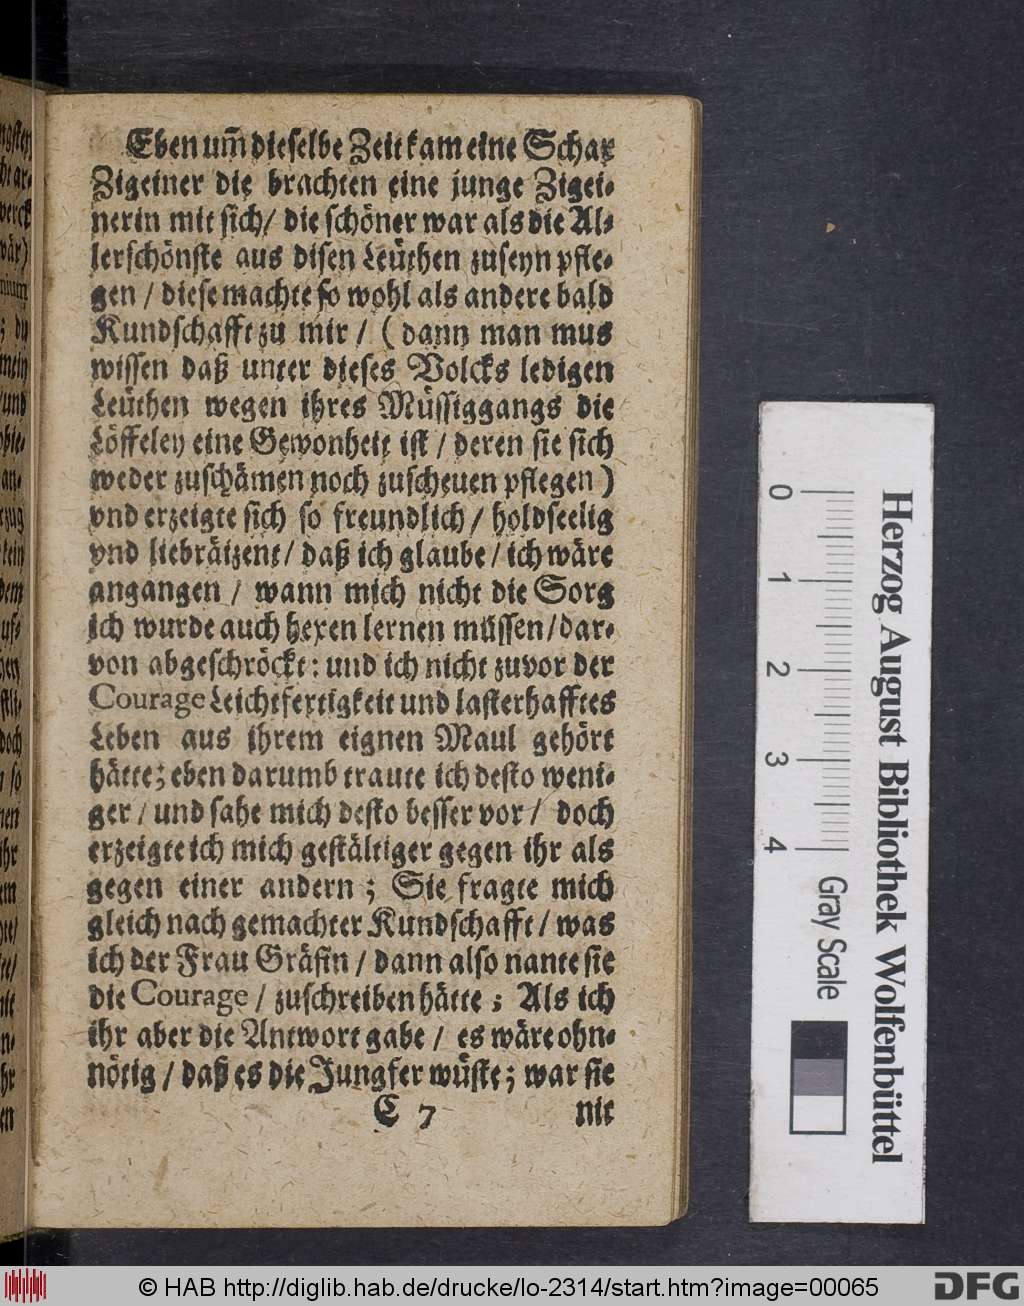 Eben um̃ dieselbe Zeit kam eine Schar
Zigeiner die brachten eine junge Zigei-
nerin mit sich/ die schöner war als die Al-
lerschönste aus disen Leüthen zuseyn pfle-
gen / diese machte so wohl als andere bald
Kundschafft zu mir / (dann man mus
wissen daß unter dieses Volcks ledigen
Leüthen wegen ihres Müssiggangs die
Löffeley eine Gewonheit ist / deren sie sich
weder zuschämen noch zuscheuen pflegen)
vnd erzeigte sich so freundlich / holdseelig
vnd liebräizent/ daß ich glaube / ich wäre
angangen / wann mich nicht die Sorg
ich wurde auch hexen lernen müssen/dar-
von abgeschröckt: und ich nicht zuvor der
Courage Leichtfertigkeit und lasterhafftes
Leben aus ihrem eignen Maul gehört
hätte; eben darumb traute ich desto weni-
ger / und sahe mich desto besser vor / doch
erzeigte ich mich gestältiger gegen ihr als
gegen einer andern; Sie fragte mich
gleich nach gemachter Kundschafft / was
ich der Frau Gräfin / dann also nante sie
die Courage / zuschreiben hätte; Als ich
ihr aber die Antwort gabe / es wäre ohn-
nötig / daß es die Jungfer wüste; war sie
C 7 nit
0 1 2 3 4
Gray Scale
Herzog August Bibliothek Wolfenbüttel
© HAB http://diglib.hab.de/drucke/lo-2314/start.htm?image=00065
DFG